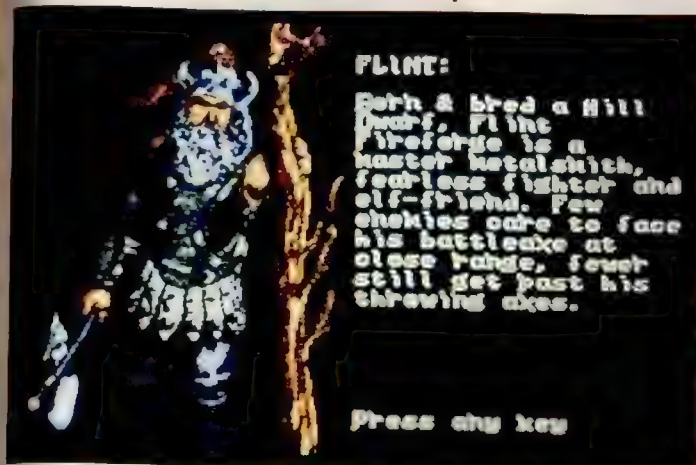 FLINT:
Born & bred a Hill
Dwarf, Flint
Fireforge is a
master metalsmith,
fearless fighter and
elf-friend. Few
enemies care to face
his battleaxe at
close range, fewer
still get past his
throwing axes.
Press any key